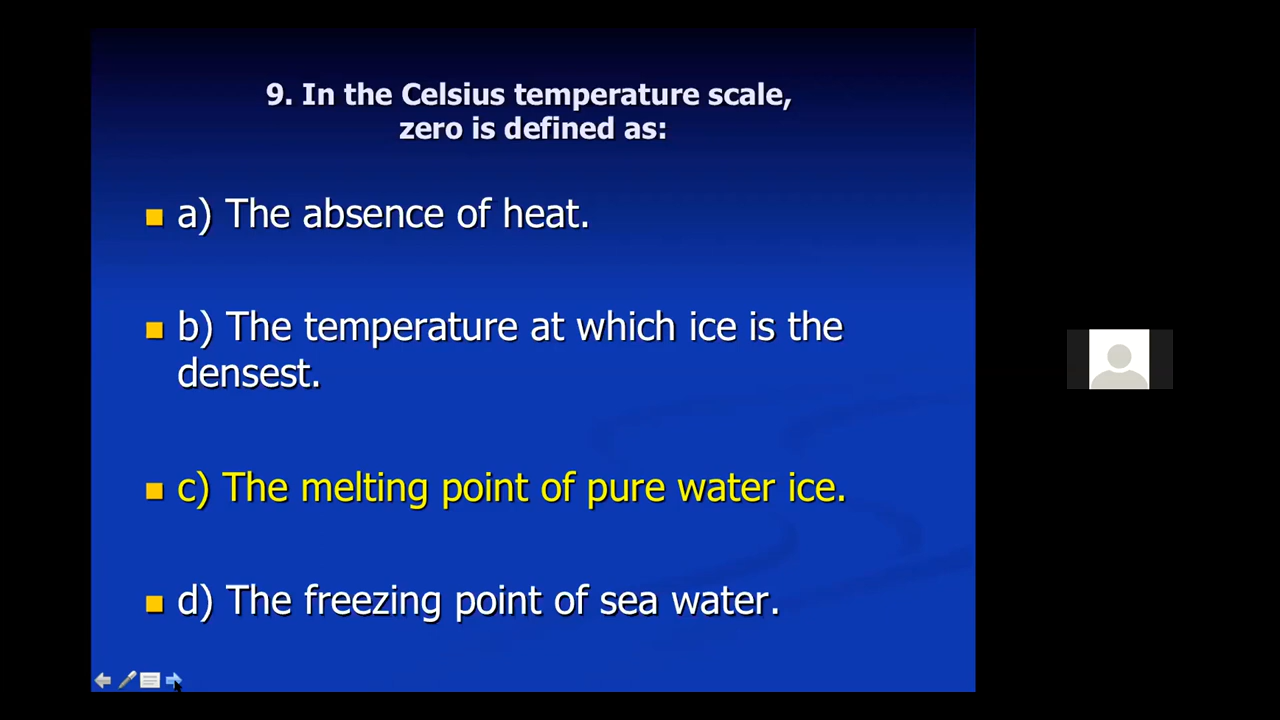 9. In the Celsius temperature scale,
zero is defined as:
a) The absence of heat.
b) The temperature at which ice is the
densest.
c) The melting point of pure water ice.
d) The freezing point of sea water.